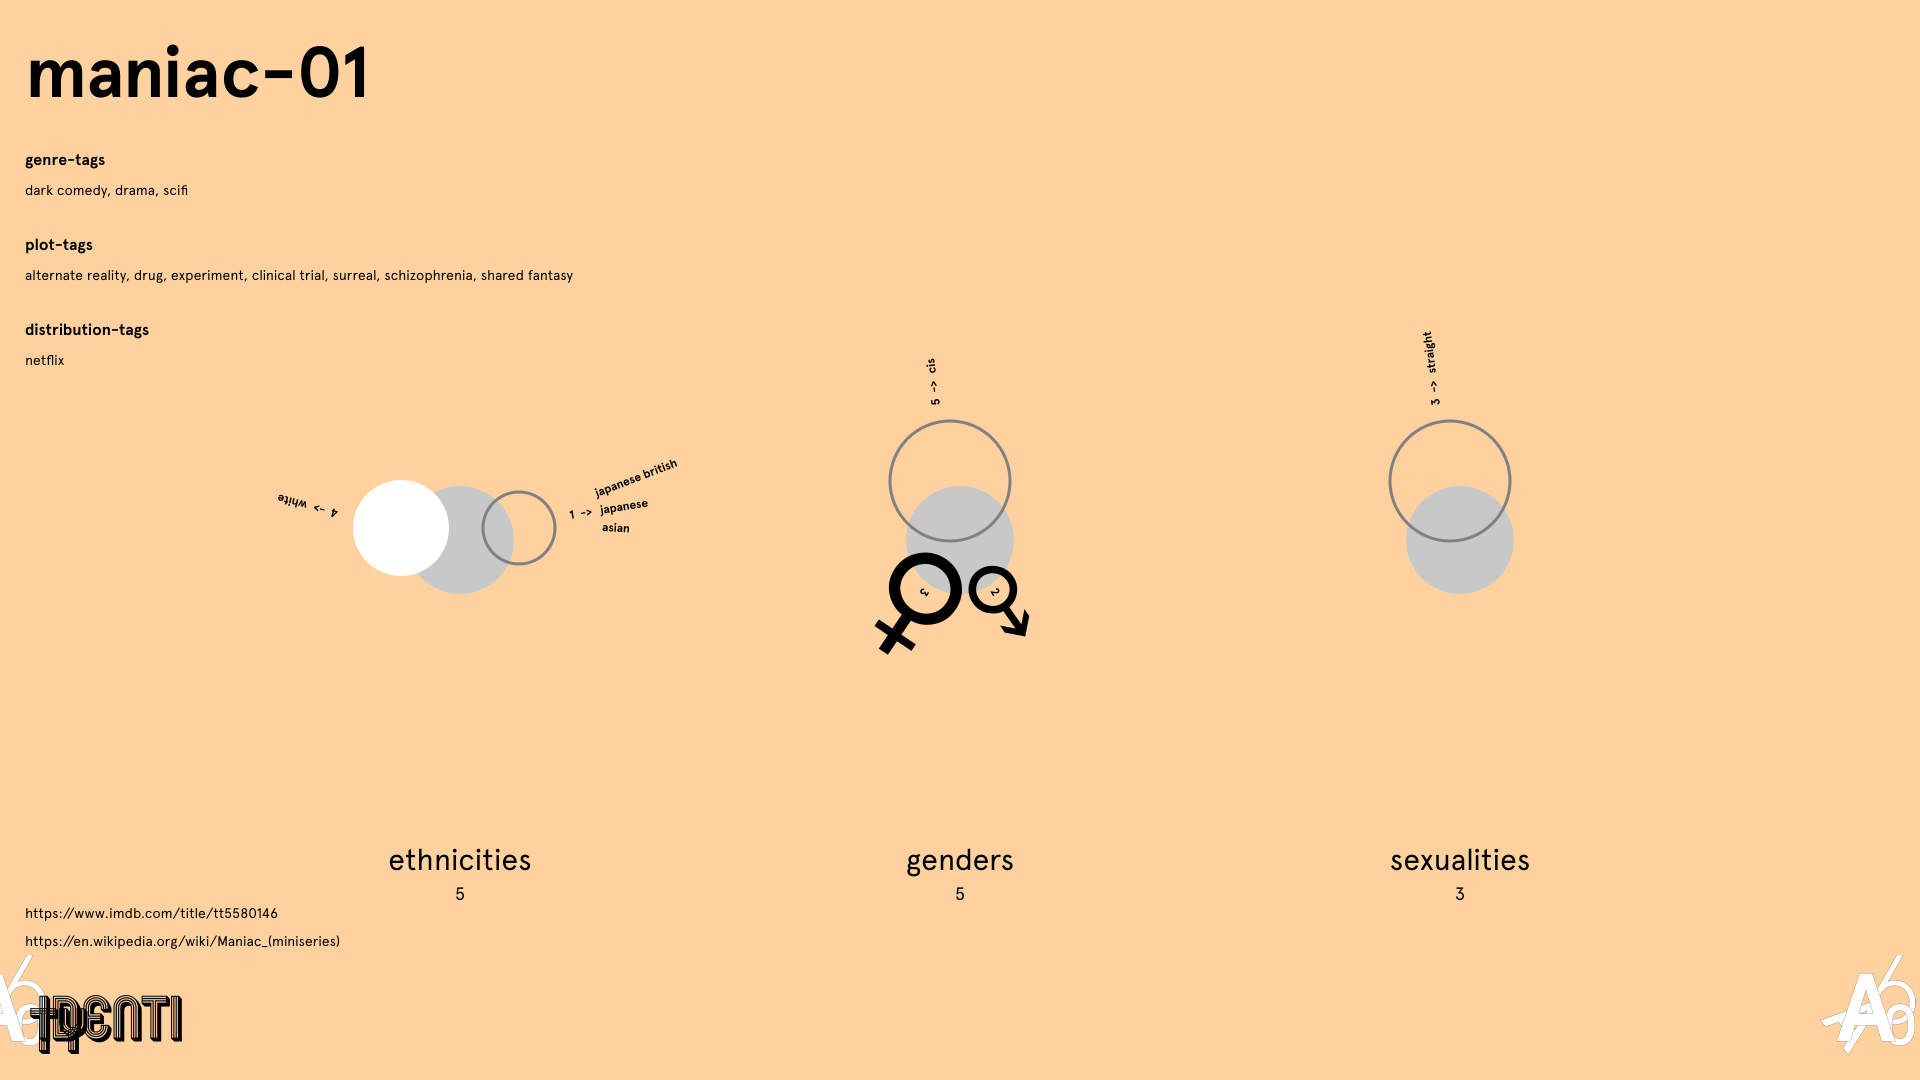 maniac-01
genre-tags
dark comedy, drama, scifi
plot-tags
alternate reality, drug, experiment, clinical trial, surreal, schizophrenia, shared fantasy
distribution-tags
netflix
4 -> white
1 -> japanese british
japanese
asian
5 -> cis
3
2
3 -> straight
ethnicities
5
genders
5
sexualities
3
https://www.imdb.com/title/tt5580146
https://en.wikipedia.org/wiki/Maniac_(miniseries)
IDENTI